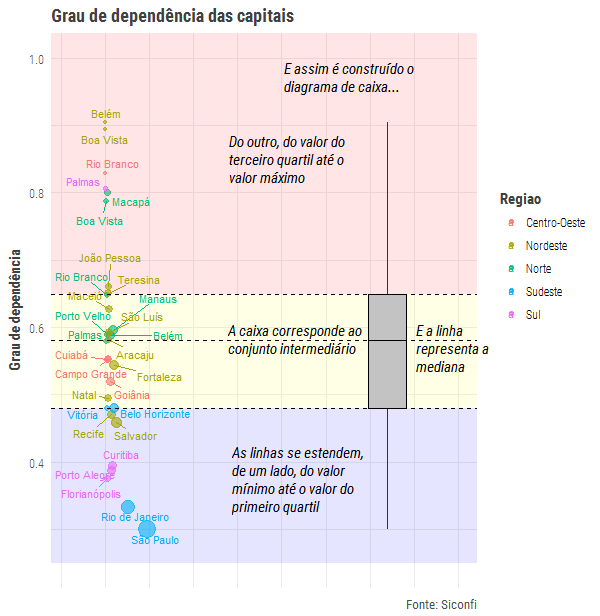 Grau de dependência das capitais
1.0
E assim é construído o
diagrama de caixa...
Belém
Boa Vista
Do outro, do valor do
terceiro quartil até o
valor máximo
Rio Branco
Palmas
0.8
Macapá
Boa Vista
Regiao
Centro-Oeste
Nordeste
Norte
Sudeste
Sul
Grau de dependência
João Pessoa
Rio Branco
Teresina
Maceió
Manaus
Porto Velho
São Luís
0.6
Palmas
Belém
A caixa corresponde ao
conjunto intermediário
E a linha
representa a
mediana
Cuiabá
Aracaju
Campo Grande
Fortaleza
Natal
Goiânia
Vitória
Belo Horizonte
Recife
Salvador
As linhas se estendem,
de um lado, do valor
mínimo até o valor do
primeiro quartil
Curitiba
0.4
Porto Alegre
Florianópolis
Rio de Janeiro
São Paulo
Fonte: Siconfi